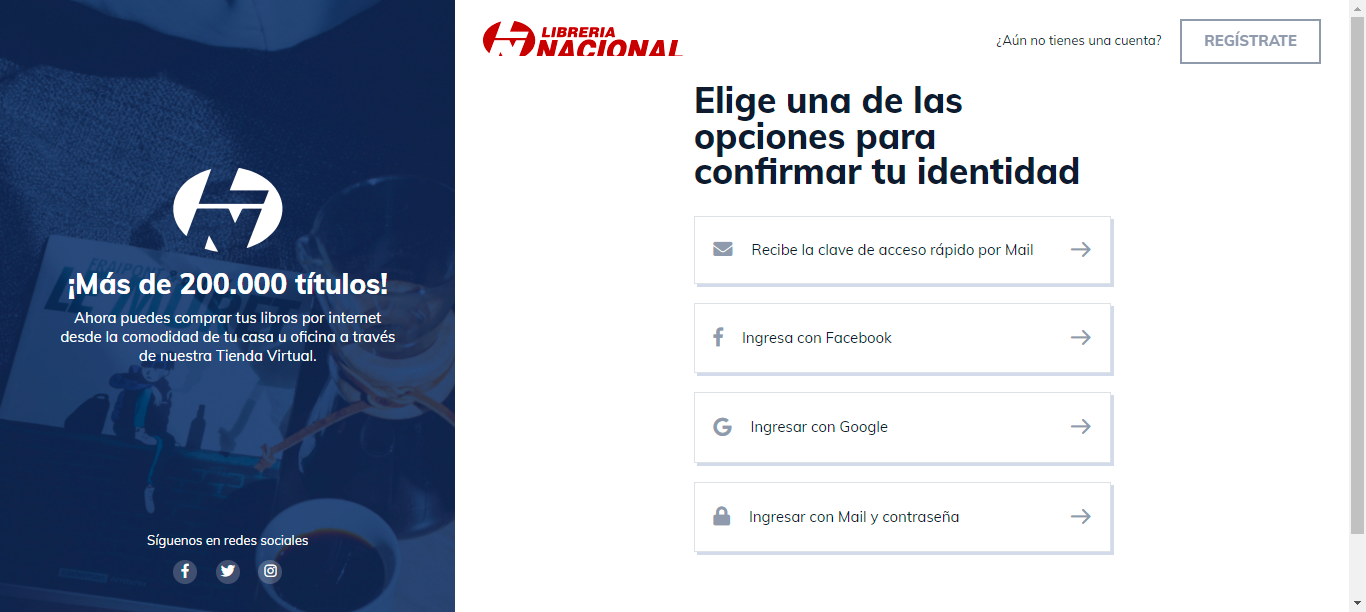 ¡Más de 200.000 títulos!
Ahora puedes comprar tus libros por internet
desde la comodidad de tu casa u oficina a través
de nuestra Tienda Virtual.
Síguenos en redes sociales
LIBRERIA
NACIONAL
¿Aún no tienes una cuenta?
REGÍSTRATE
Elige una de las
opciones para
confirmar tu identidad
Recibe la clave de acceso rápido por Mail
Ingresa con Facebook
Ingresar con Google
Ingresar con Mail y contraseña